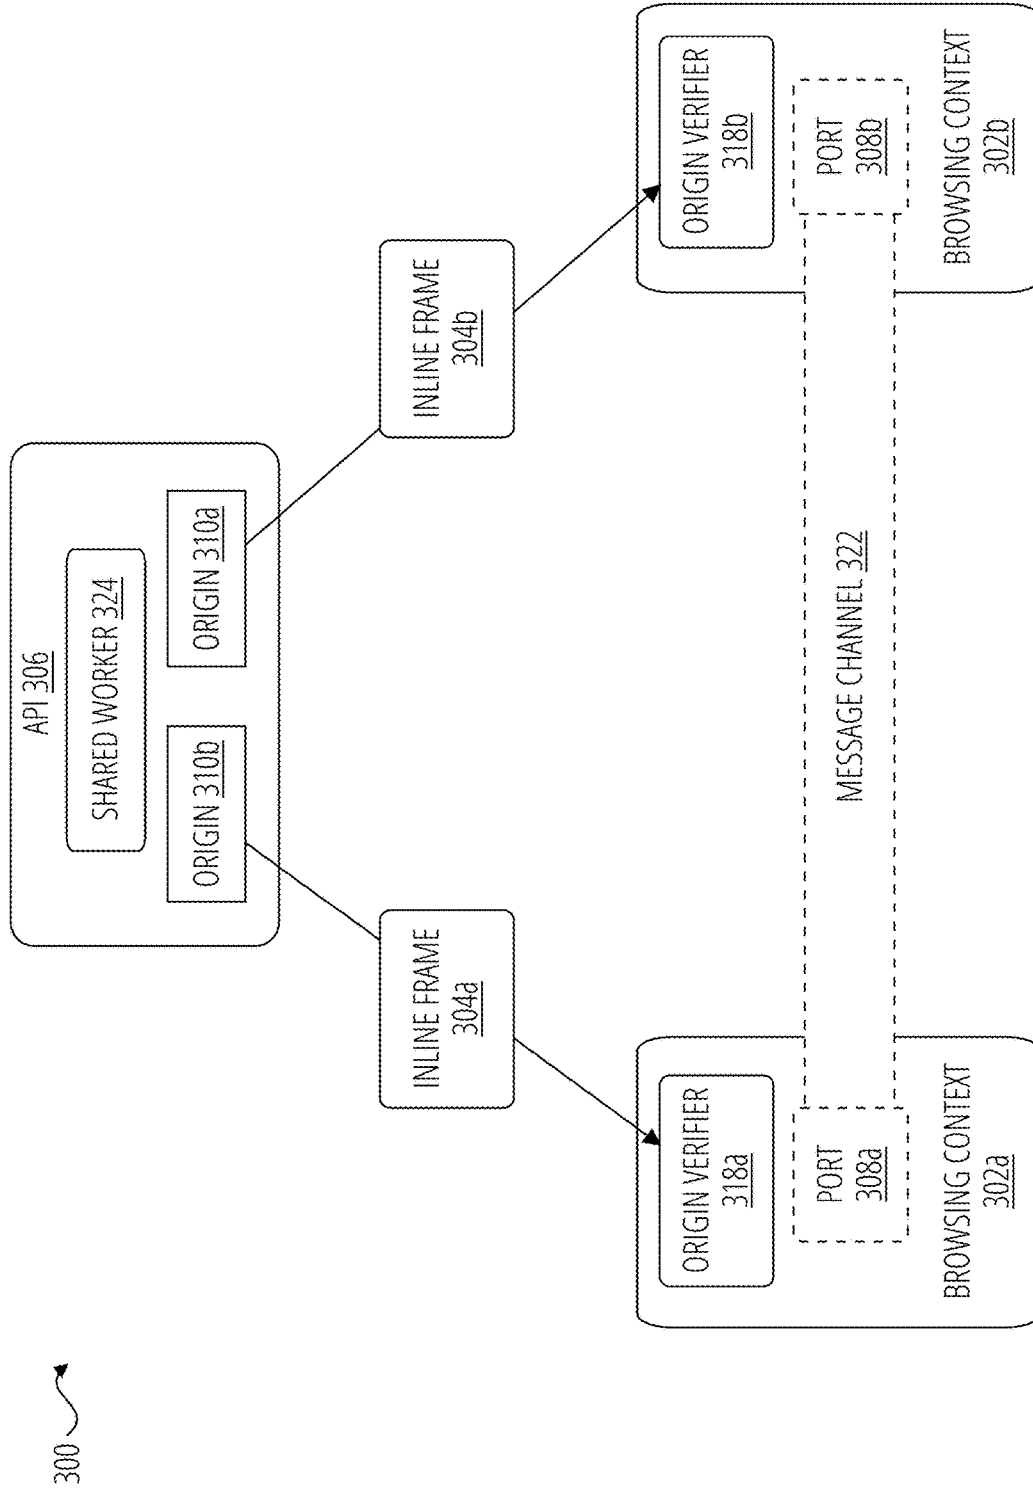 300
API 306
SHARED WORKER 324
ORIGIN 310b
ORIGIN 310a
INLINE FRAME
304a
INLINE FRAME
304b
ORIGIN VERIFIER
318a
PORT
308a
BROWSING CONTEXT
302a
MESSAGE CHANNEL 322
ORIGIN VERIFIER
318b
PORT
308b
BROWSING CONTEXT
302b